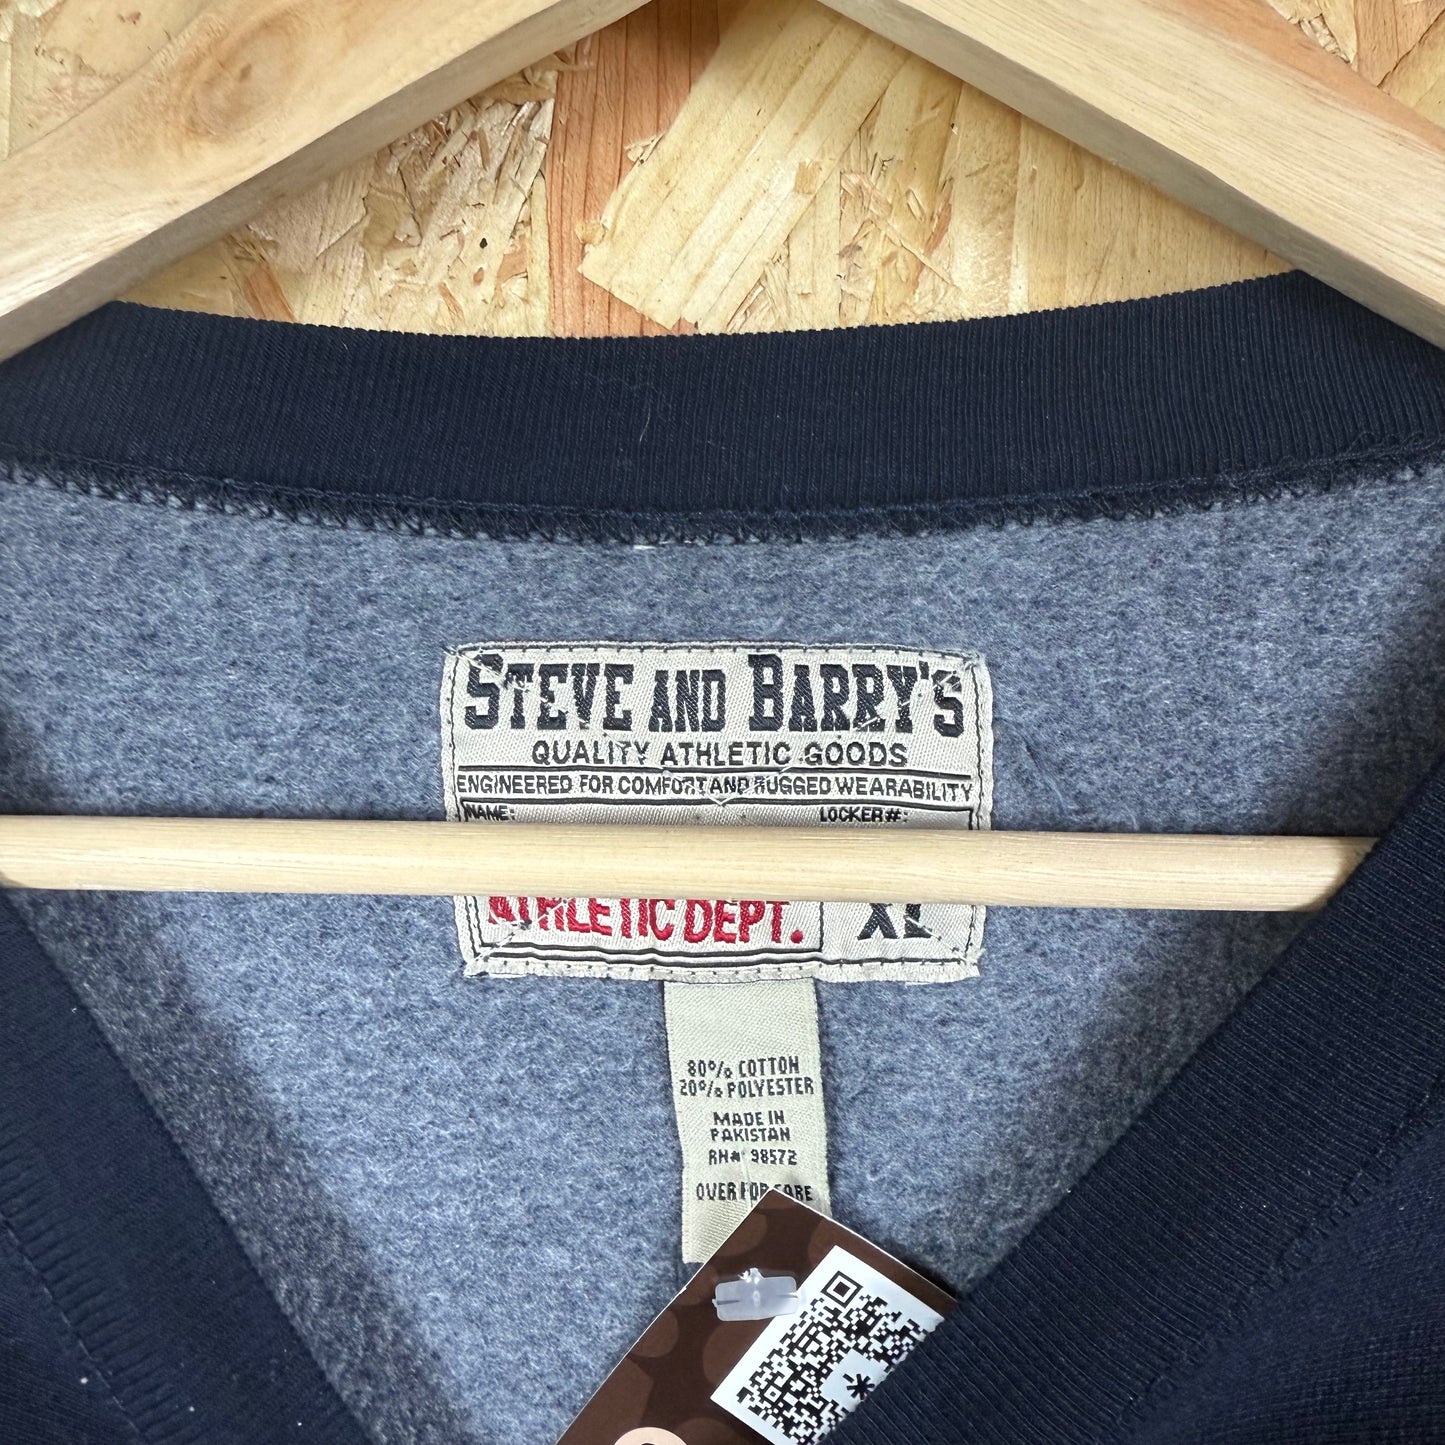 STEVE AND BARRY'S
QUALITY ATHLETIC GOODS
ENGINEERED FOR COMFORT AND RUGGED WEARABILITY
NAME: LOCKER#:
ATHLETIC DEPT. XL
80% COTTON
20% POLYESTER
MADE IN
PAKISTAN
RN# 98572
OVER FOR CARE